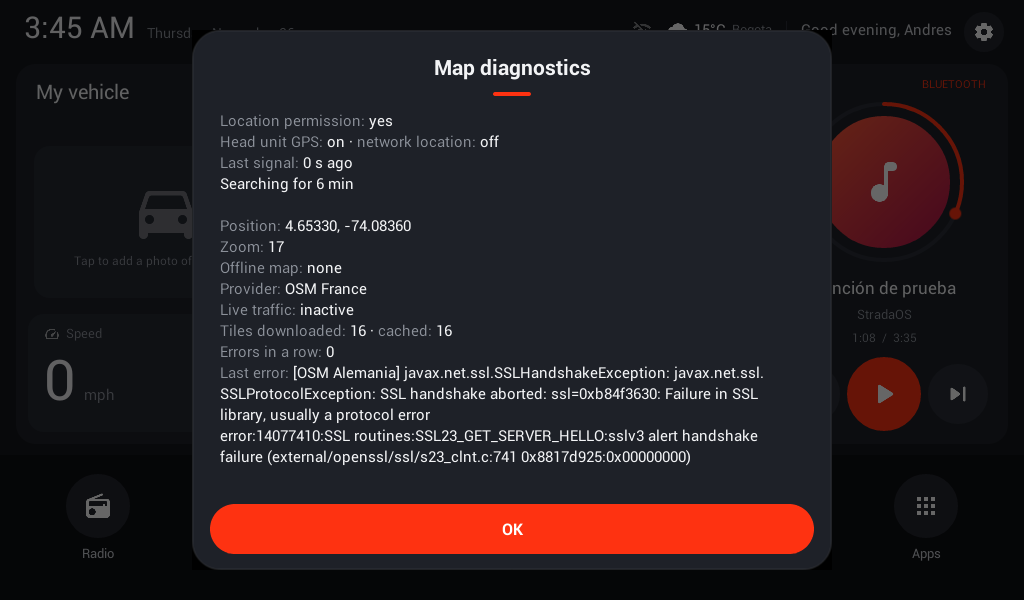 3:45 AM
15°C
Good evening, Andres
My vehicle
Tap to add a photo of
Speed
0 mph
Map diagnostics
Location permission: yes
Head unit GPS: on · network location: off
Last signal: 0 s ago
Searching for 6 min
Position: 4.65330, -74.08360
Zoom: 17
Offline map: none
Provider: OSM France
Live traffic: inactive
Tiles downloaded: 16 · cached: 16
Errors in a row: 0
Last error: [OSM Alemania] javax.net.ssl.SSLHandshakeException: javax.net.ssl.
SSLProtocolException: SSL handshake aborted: ssl=0xb84f3630: Failure in SSL
library, usually a protocol error
error:14077410:SSL routines:SSL23_GET_SERVER_HELLO:sslv3 alert handshake
failure (external/openssl/ssl/s23_clnt.c:741 0x8817d925:0x00000000)
OK
BLUETOOTH
nción de prueba
StradaOS
1:08 / 3:35
Radio
Apps